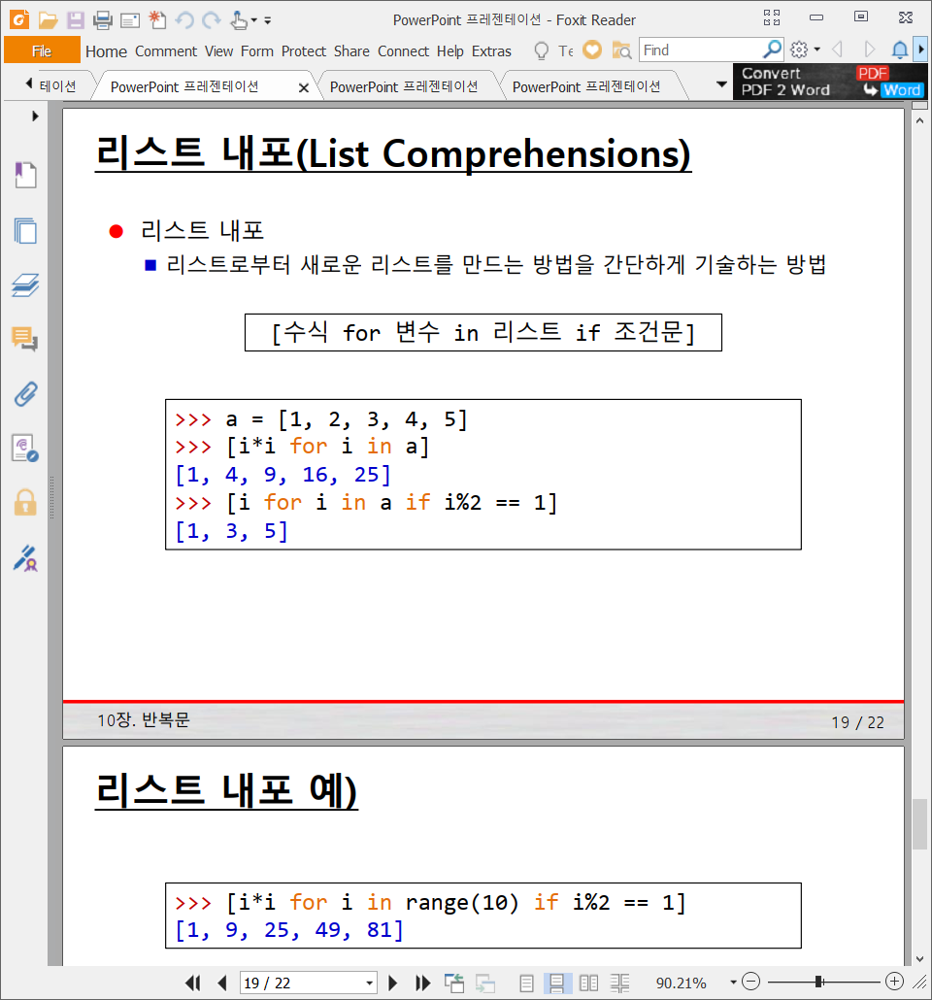 PowerPoint 프레젠테이션 - Foxit Reader
File Home Comment View Form Protect Share Connect Help Extras Te Find
테이션 PowerPoint 프레젠테이션 PowerPoint 프레젠테이션 PowerPoint 프레젠테이션
Convert PDF
PDF 2 Word Word
리스트 내포(List Comprehensions)
리스트 내포
리스트로부터 새로운 리스트를 만드는 방법을 간단하게 기술하는 방법
[수식 for 변수 in 리스트 if 조건문]
>>> a = [1, 2, 3, 4, 5]
>>> [i*i for i in a]
[1, 4, 9, 16, 25]
>>> [i for i in a if i%2 == 1]
[1, 3, 5]
10장. 반복문
19 / 22
리스트 내포 예)
>>> [i*i for i in range(10) if i%2 == 1]
[1, 9, 25, 49, 81]
19 / 22
90.21%